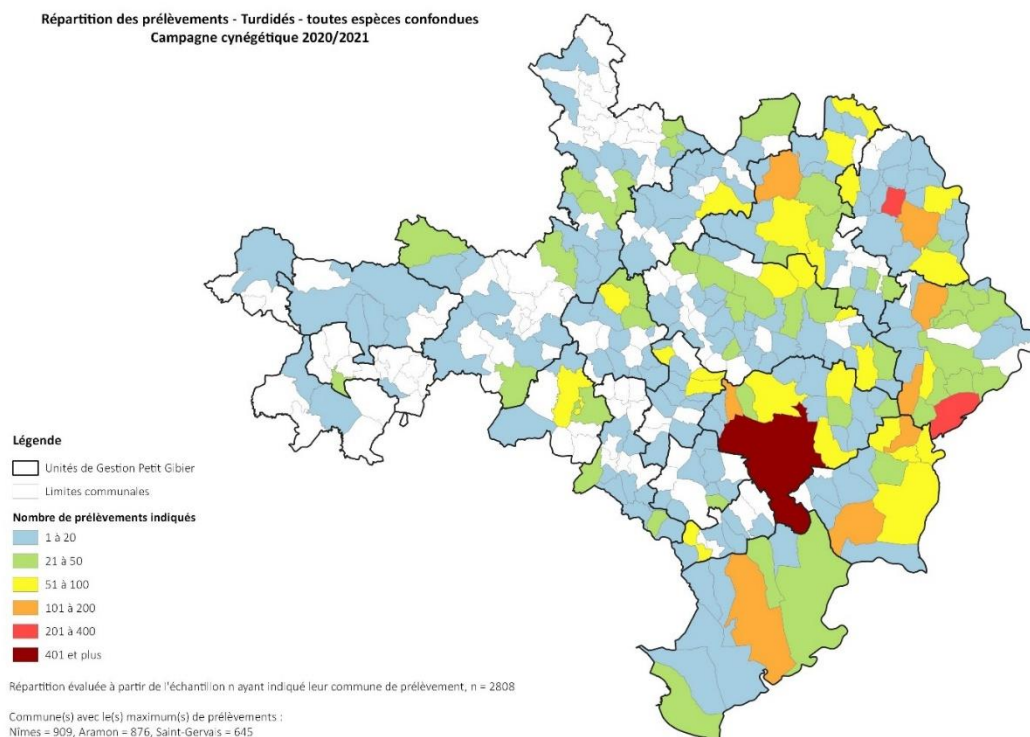 Répartition des prélèvements - Turdidés - toutes espèces confondues
Campagne cynégétique 2020/2021
Légende
Unités de Gestion Petit Gibier
Limites communales
Nombre de prélèvements indiqués
1 à 20
21 à 50
51 à 100
101 à 200
201 à 400
401 et plus
Répartition évaluée à partir de l'échantillon n ayant indiqué leur commune de prélèvement, n = 2808
Commune(s) avec le(s) maximum(s) de prélèvements :
Nîmes = 909, Aramon = 876, Saint-Gervais = 645